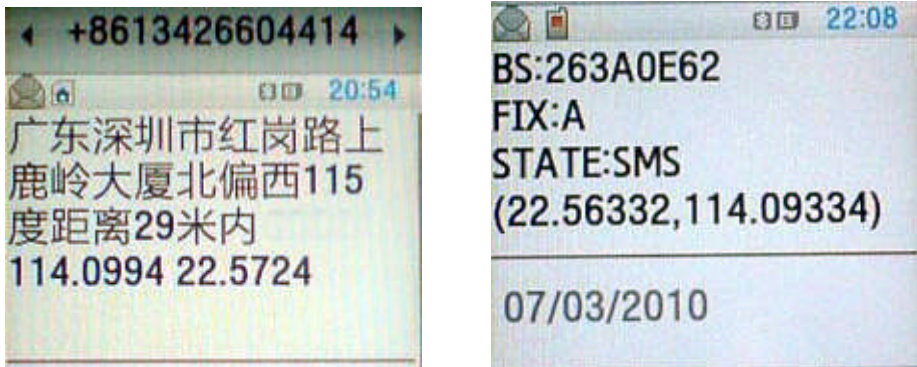 +8613426604414
20:54
广东深圳市红岗路上
鹿岭大厦北偏西115
度距离29米内
114.0994 22.5724
22:08
BS:263A0E62
FIX:A
STATE:SMS
(22.56332,114.09334)
07/03/2010